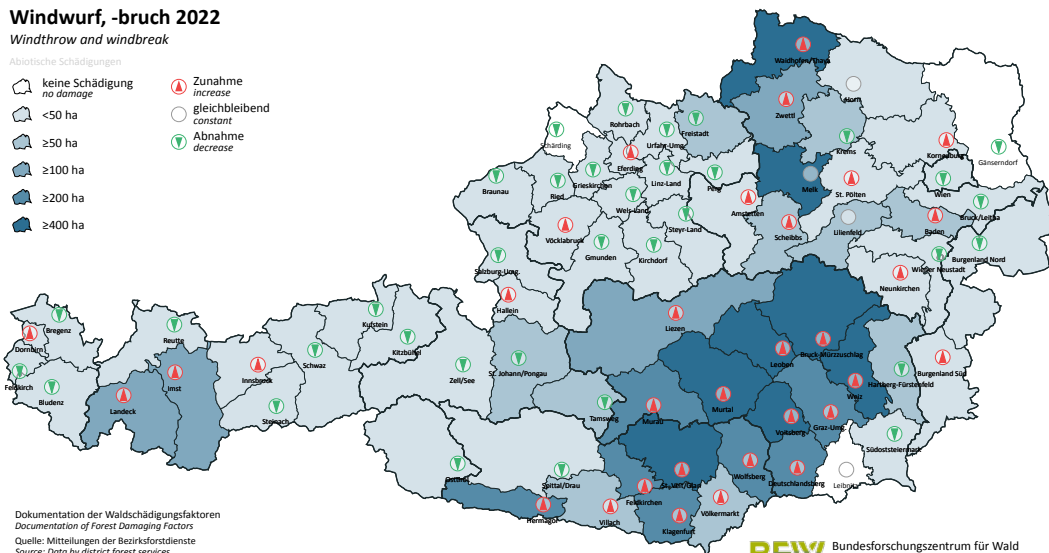 Windwurf, -bruch 2022
Windthrow and windbreak
Abiotische Schädigungen
keine Schädigung
no damage
<50 ha
≥50 ha
≥100 ha
≥200 ha
≥400 ha
Zunahme
increase
gleichbleibend
constant
Abnahme
decrease
Waidhofen/Thaya
Horn
Zwettl
Rohrbach
Freistadt
Schärding
Urfahr-Umg.
Krems
Korneuburg
Gänserndorf
Eferding
Grieskirchen
Linz-Land
Perg
Braunau
Ried
Melk
St. Pölten
Wien
Wels-Land
Amstetten
Bruck/Leitha
Steyr-Land
Vöcklabruck
Scheibbs
Lilienfeld
Baden
Gmunden
Kirchdorf
Burgenland Nord
Salzburg-Umg.
Wiener Neustadt
Neunkirchen
Hallein
Liezen
Bregenz
Kufstein
Reutte
Dornbirn
Kitzbühel
Bruck-Mürzzuschlag
Schwaz
Leoben
Feldkirch
Innsbruck
Zell/See
St. Johann/Pongau
Burgenland Süd
Imst
Hartberg-Fürstenfeld
Bludenz
Weiz
Landeck
Murtal
Steinach
Tamsweg
Murau
Graz-Umg.
Voitsberg
Südoststeiermark
Osttirol
Spittal/Drau
St. Veit/Glan
Wolfsberg
Deutschlandsberg
Leibnitz
Feldkirchen
Hermagor
Villach
Völkermarkt
Klagenfurt
Dokumentation der Waldschädigungsfaktoren
Documentation of Forest Damaging Factors
Quelle: Mitteilungen der Bezirksforstdienste
Source: Data by district forest services
BFW
Bundesforschungszentrum für Wald